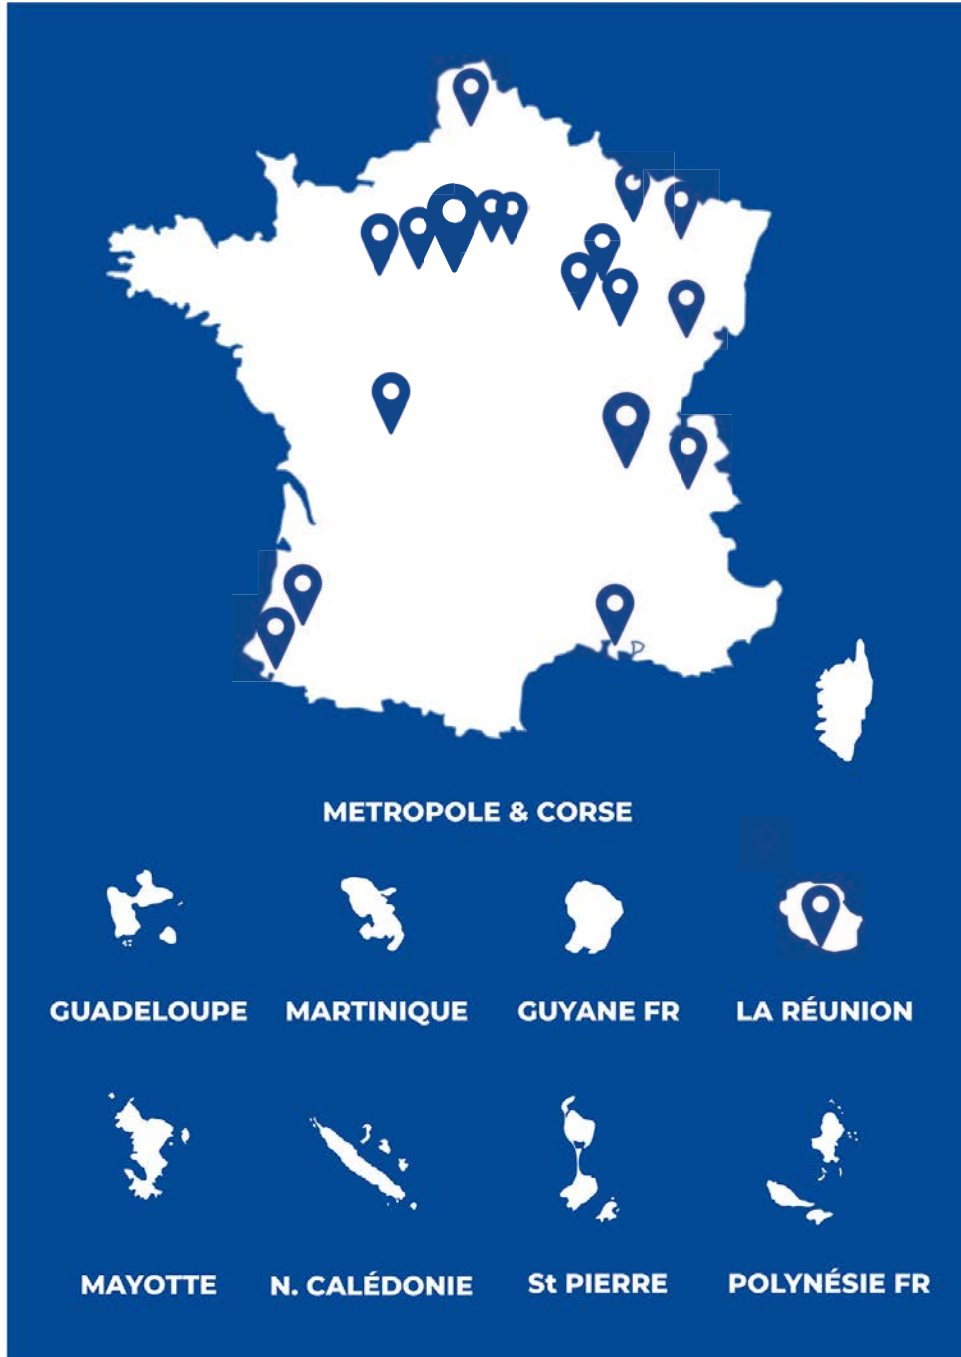 METROPOLE & CORSE
GUADELOUPE MARTINIQUE GUYANE FR LA RÉUNION
MAYOTTE N. CALÉDONIE St PIERRE POLYNÉSIE FR